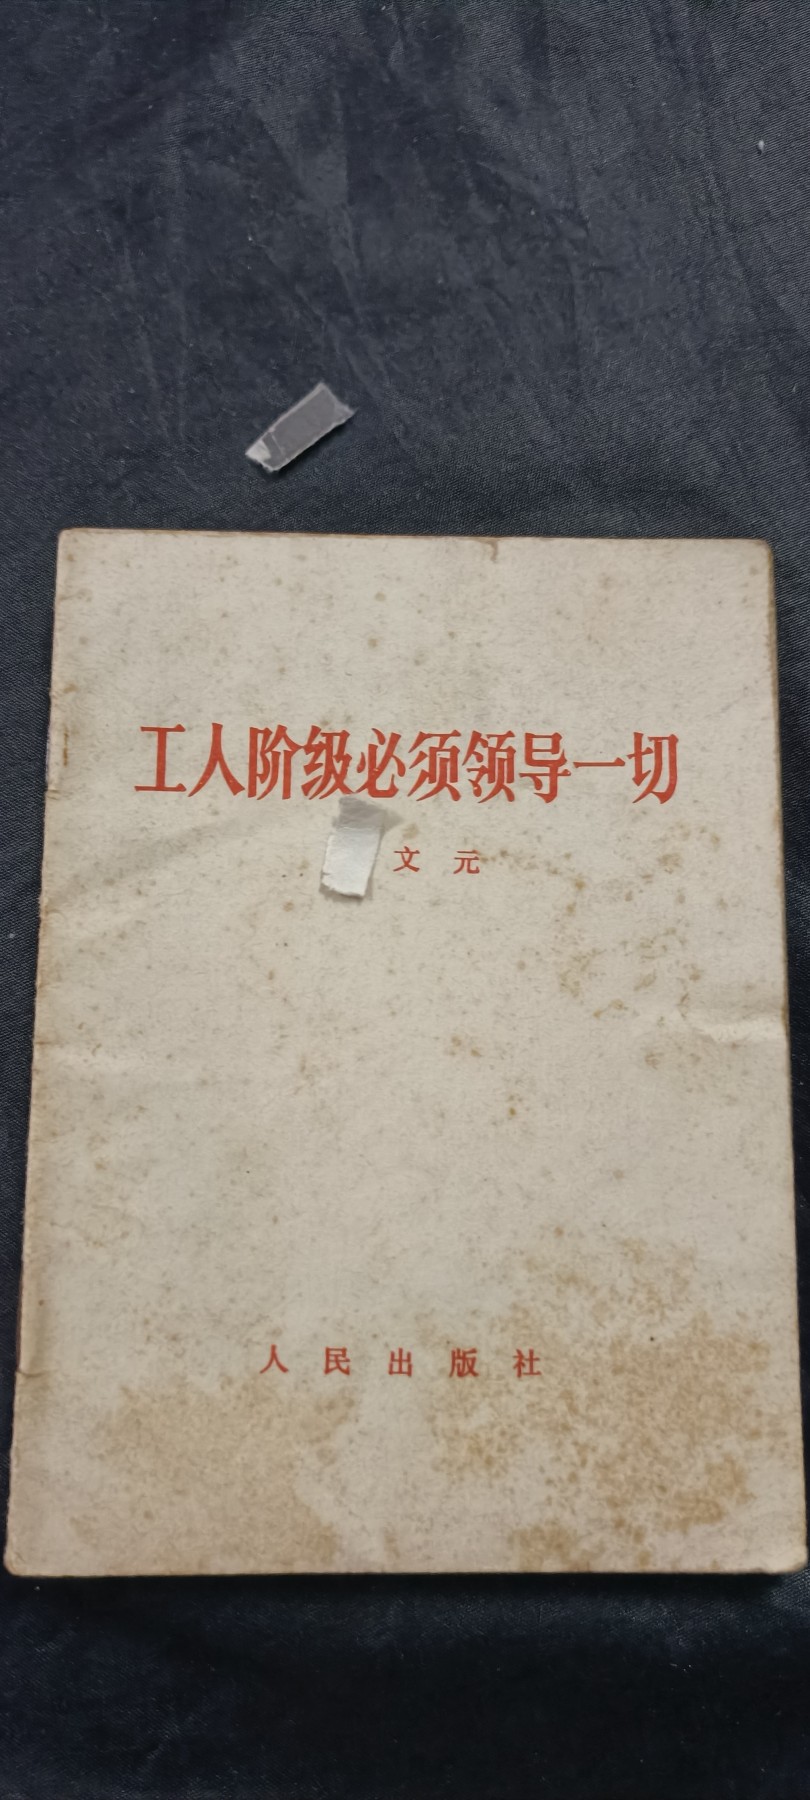 工人阶级必须领导一切
文元
人民出版社